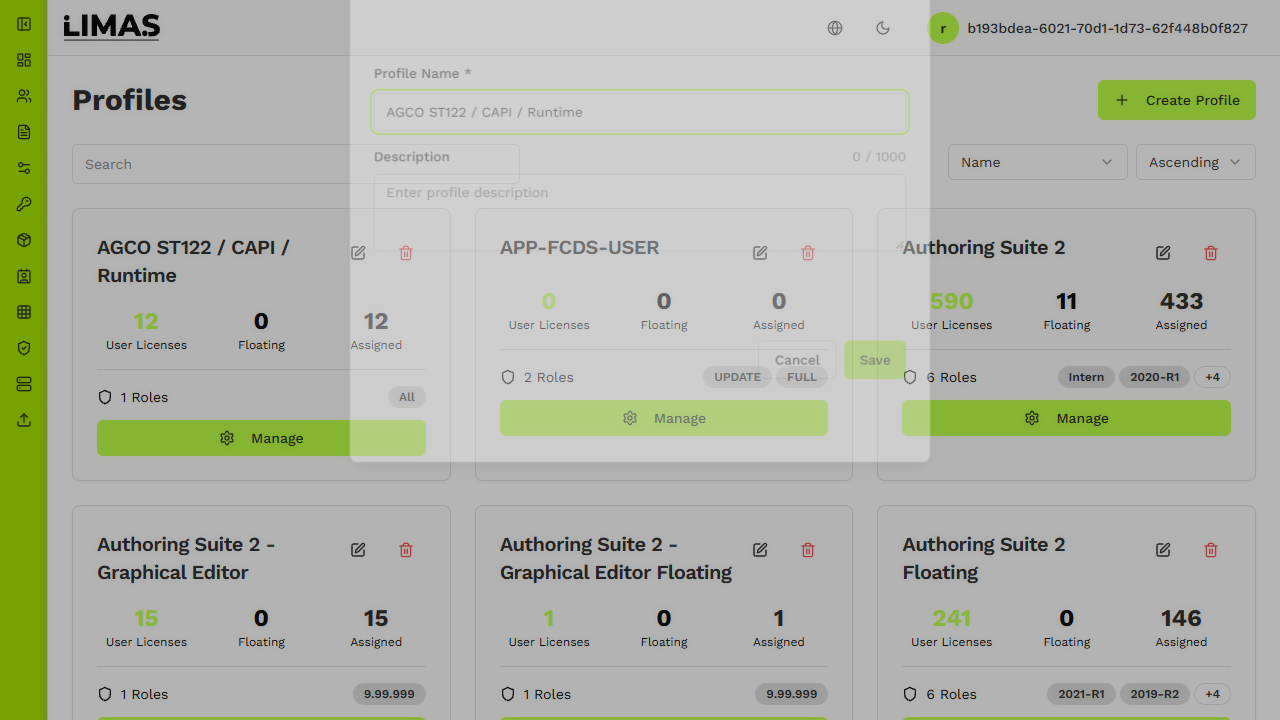 LIMAS
r
b193bdea-6021-70d1-1d73-62f448b0f827
Profile Name *
Profiles
Create Profile
AGCO ST122 / CAPI / Runtime
Description
0 / 1000
Search
Name
Ascending
Enter profile description
AGCO ST122 / CAPI /
Runtime
12
User Licenses
0
Floating
12
Assigned
1 Roles
All
Manage
APP-FCDS-USER
0
User Licenses
0
Floating
0
Assigned
2 Roles
UPDATE
FULL
Manage
Cancel
Save
Authoring Suite 2
590
User Licenses
11
Floating
433
Assigned
6 Roles
Intern
2020-R1
+4
Manage
Authoring Suite 2 -
Graphical Editor
15
User Licenses
0
Floating
15
Assigned
1 Roles
9.99.999
Authoring Suite 2 -
Graphical Editor Floating
1
User Licenses
0
Floating
1
Assigned
1 Roles
9.99.999
Authoring Suite 2
Floating
241
User Licenses
0
Floating
146
Assigned
6 Roles
2021-R1
2019-R2
+4